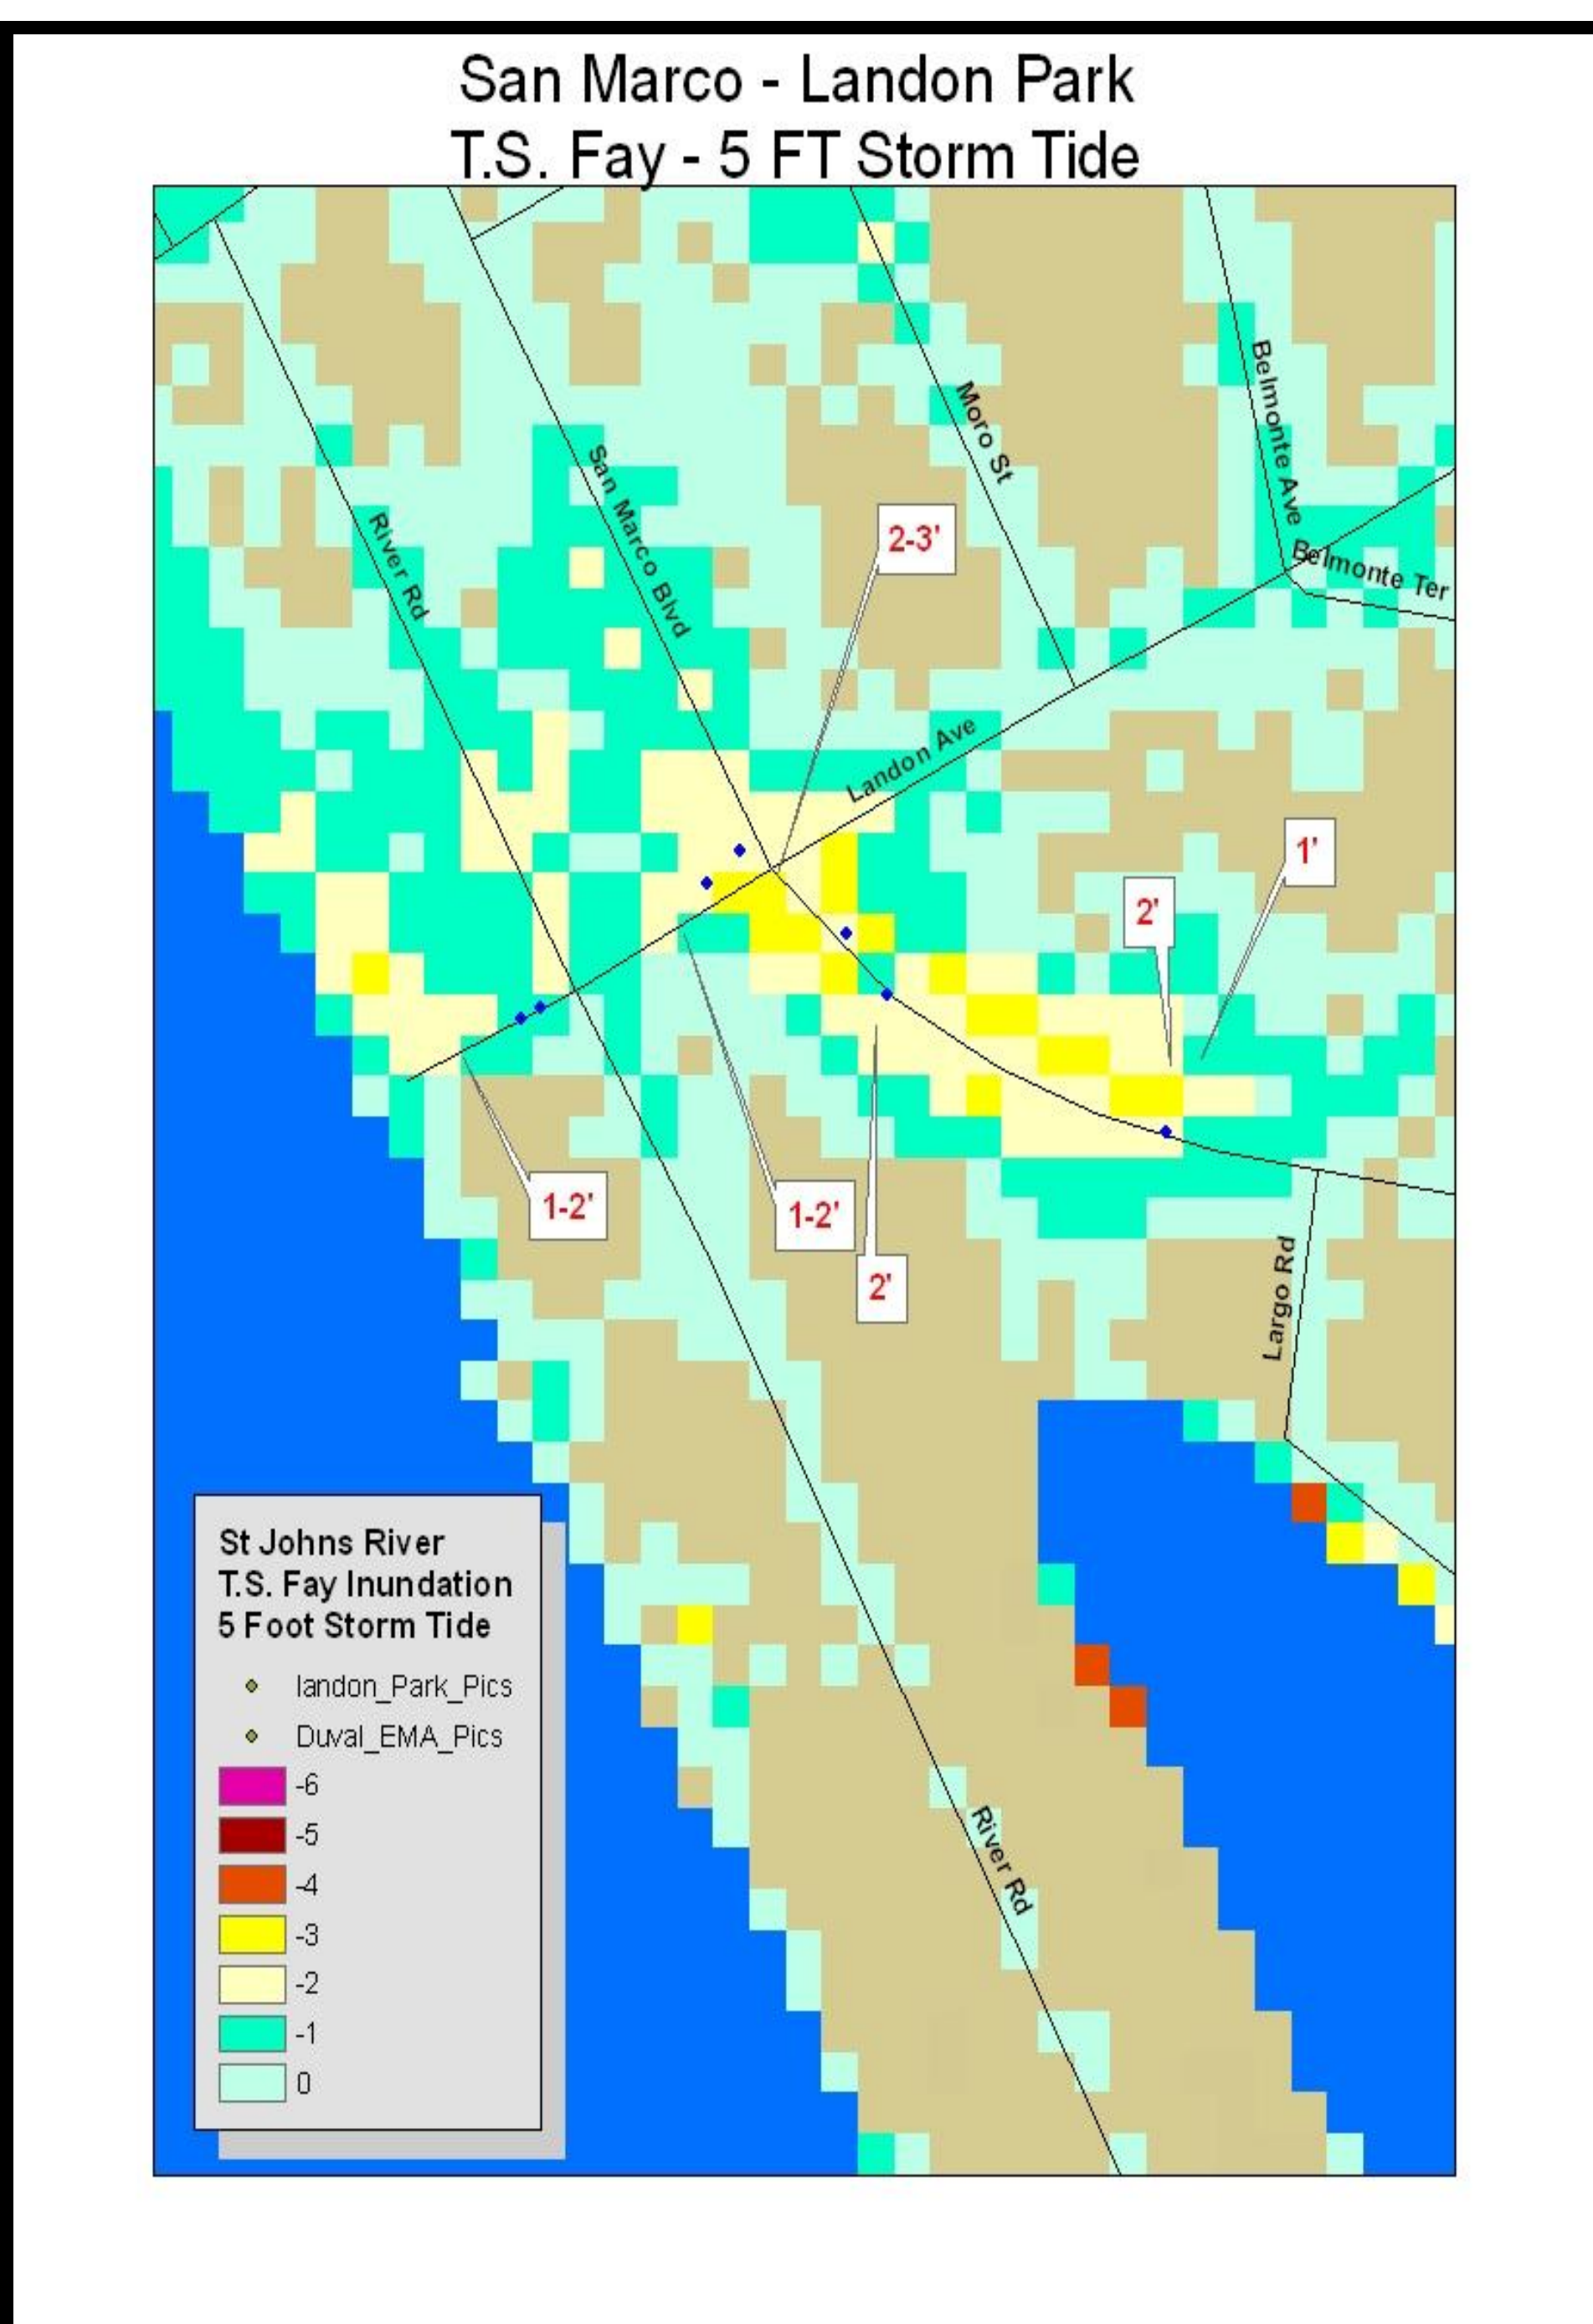 San Marco - Landon Park
T.S. Fay - 5 FT Storm Tide
Belmonte Ave
Moro St
San Marco Blvd
River Rd
2-3'
Belmonte Ter
Landon Ave
1'
2'
1-2'
1-2'
2'
Largo Rd
St Johns River
T.S. Fay Inundation
5 Foot Storm Tide
landon_Park_Pics
Duval_EMA_Pics
-6
-5
-4
-3
-2
-1
0
River Rd